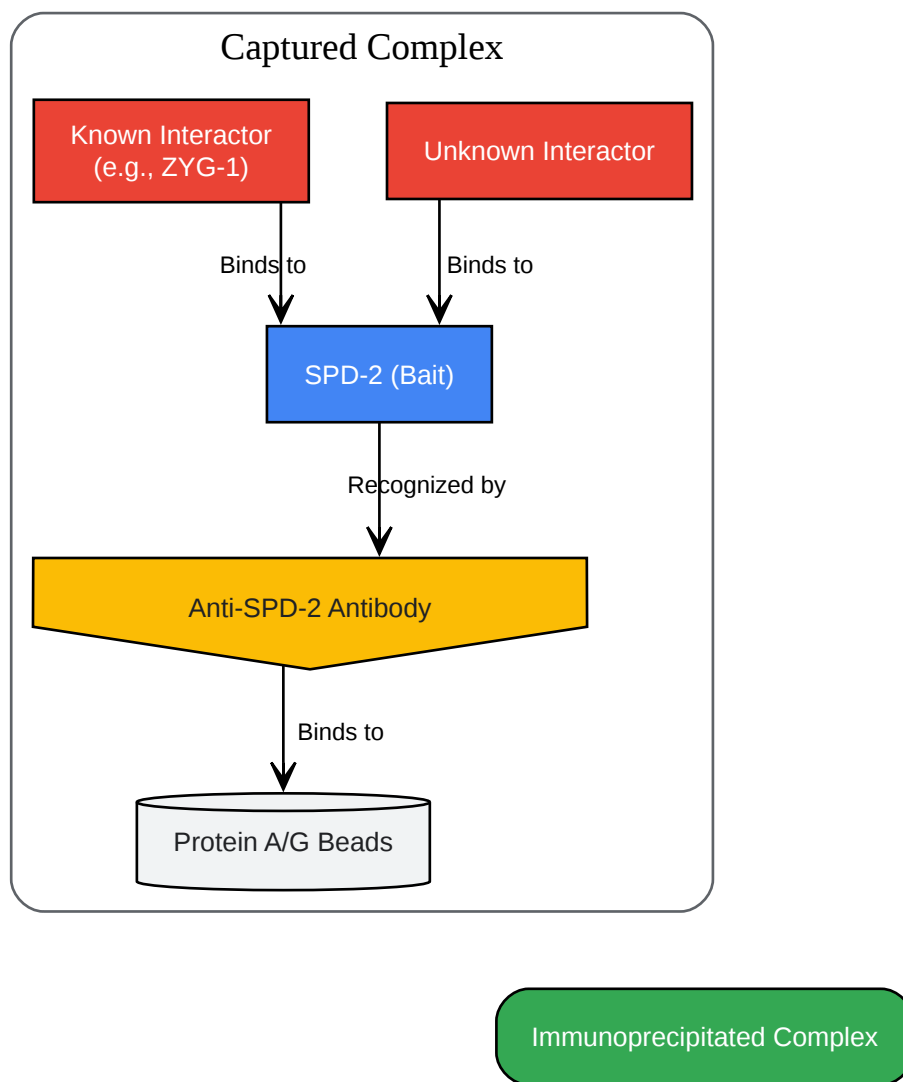 Captured Complex
Known Interactor
(e.g., ZYG-1)
Unknown Interactor
Binds to
Binds to
SPD-2 (Bait)
Recognized by
Anti-SPD-2 Antibody
Binds to
Protein A/G Beads
Immunoprecipitated Complex